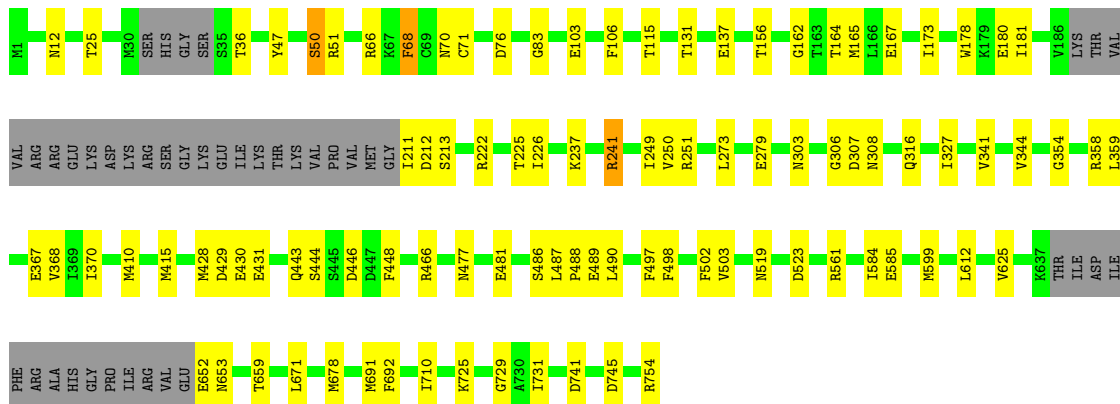 M1 N12 T25 M30 SER HIS GLY SER S35 T36 Y47 S50 R51 R66 K67 F68 C69 N70 C71 D76 G83 E103 F106 T115 T131 E137 T156 G162 T163 T164 M165 L166 E167 I173 W178 K179 E180 I181 V186 LYS THR VAL
VAL ARG ARG GLU LYS ASP LYS ARG SER GLY LYS GLU ILE LYS THR LYS VAL PRO VAL MET GLY I211 D212 S213 R222 T225 I226 K237 R241 I249 V250 R251 L273 E279 N303 G306 D307 N308 Q316 I327 V341 V344 G354 R358 L359
E367 V368 I369 I370 M410 M415 M428 D429 E430 E431 Q443 S444 S445 D446 D447 F448 R466 N477 E481 S486 L487 P488 E489 L490 F497 F498 F502 V503 N519 D523 R561 I584 E585 M599 L612 V625 K637 THR ILE ASP ILE
PHE ARG ALA HIS GLY PRO ILE ARG VAL GLU E652 N653 T659 L671 M678 M691 F692 I710 K725 G729 A730 I731 D741 D745 R754